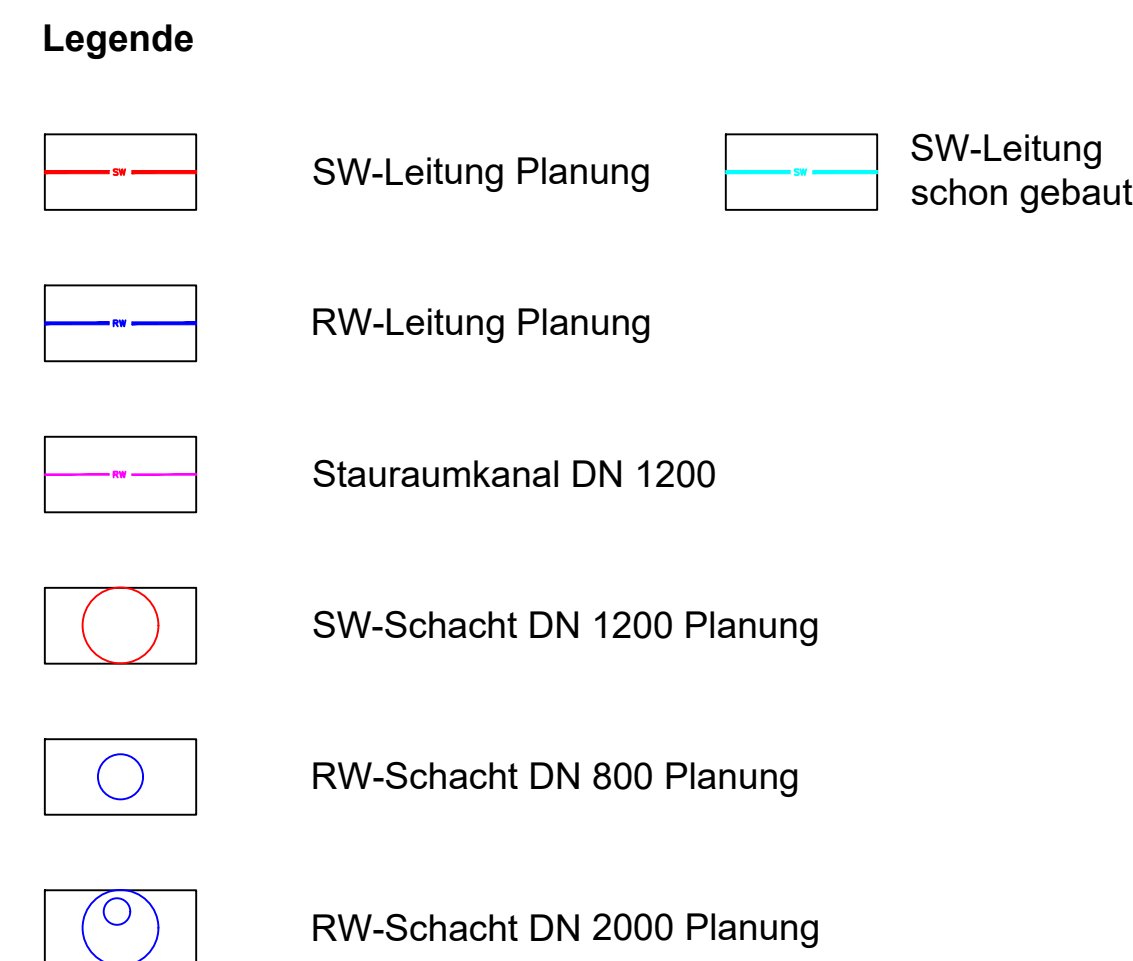 Legende
SW
SW-Leitung Planung
SW
SW-Leitung
schon gebaut
RW
RW-Leitung Planung
RW
Stauraumkanal DN 1200
SW-Schacht DN 1200 Planung
RW-Schacht DN 800 Planung
RW-Schacht DN 2000 Planung